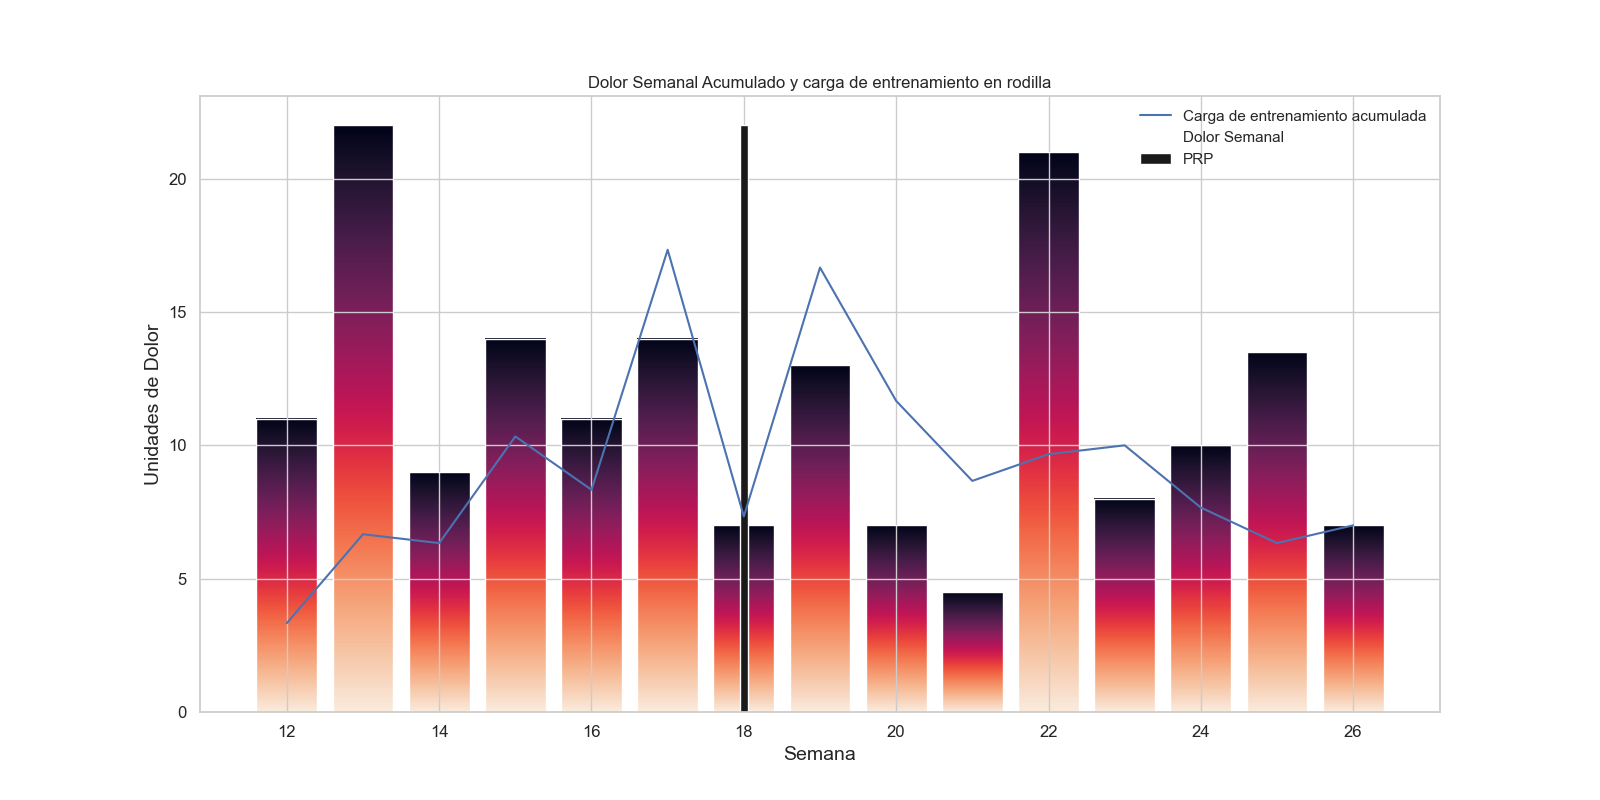 Dolor Semanal Acumulado y carga de entrenamiento en rodilla
Carga de entrenamiento acumulada
Dolor Semanal
PRP
Unidades de Dolor
20
15
10
5
0
12 14 16 18 20 22 24 26
Semana